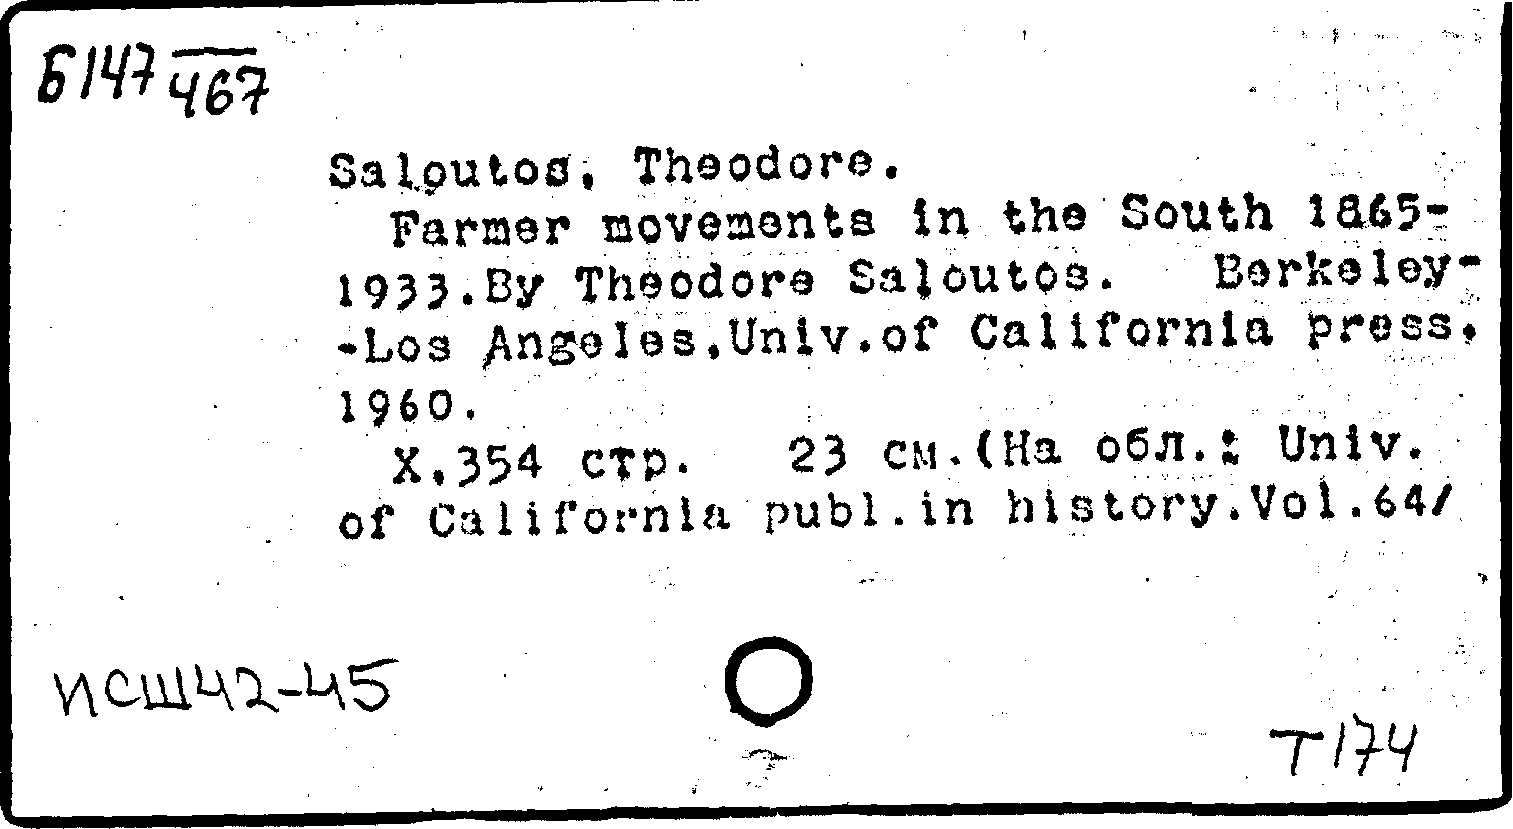 Б147 467
Saloutos, Theodore.
Farmer movements in the South 1865-
1933.By Theodore Saloutos. Berkeley-
-Los Angeles,Univ.of California press,
1960.
X,354 стр. 23 см.(На обл.: Univ.
of California publ.in history.Vol.64/
ИСШ42-45
Т174